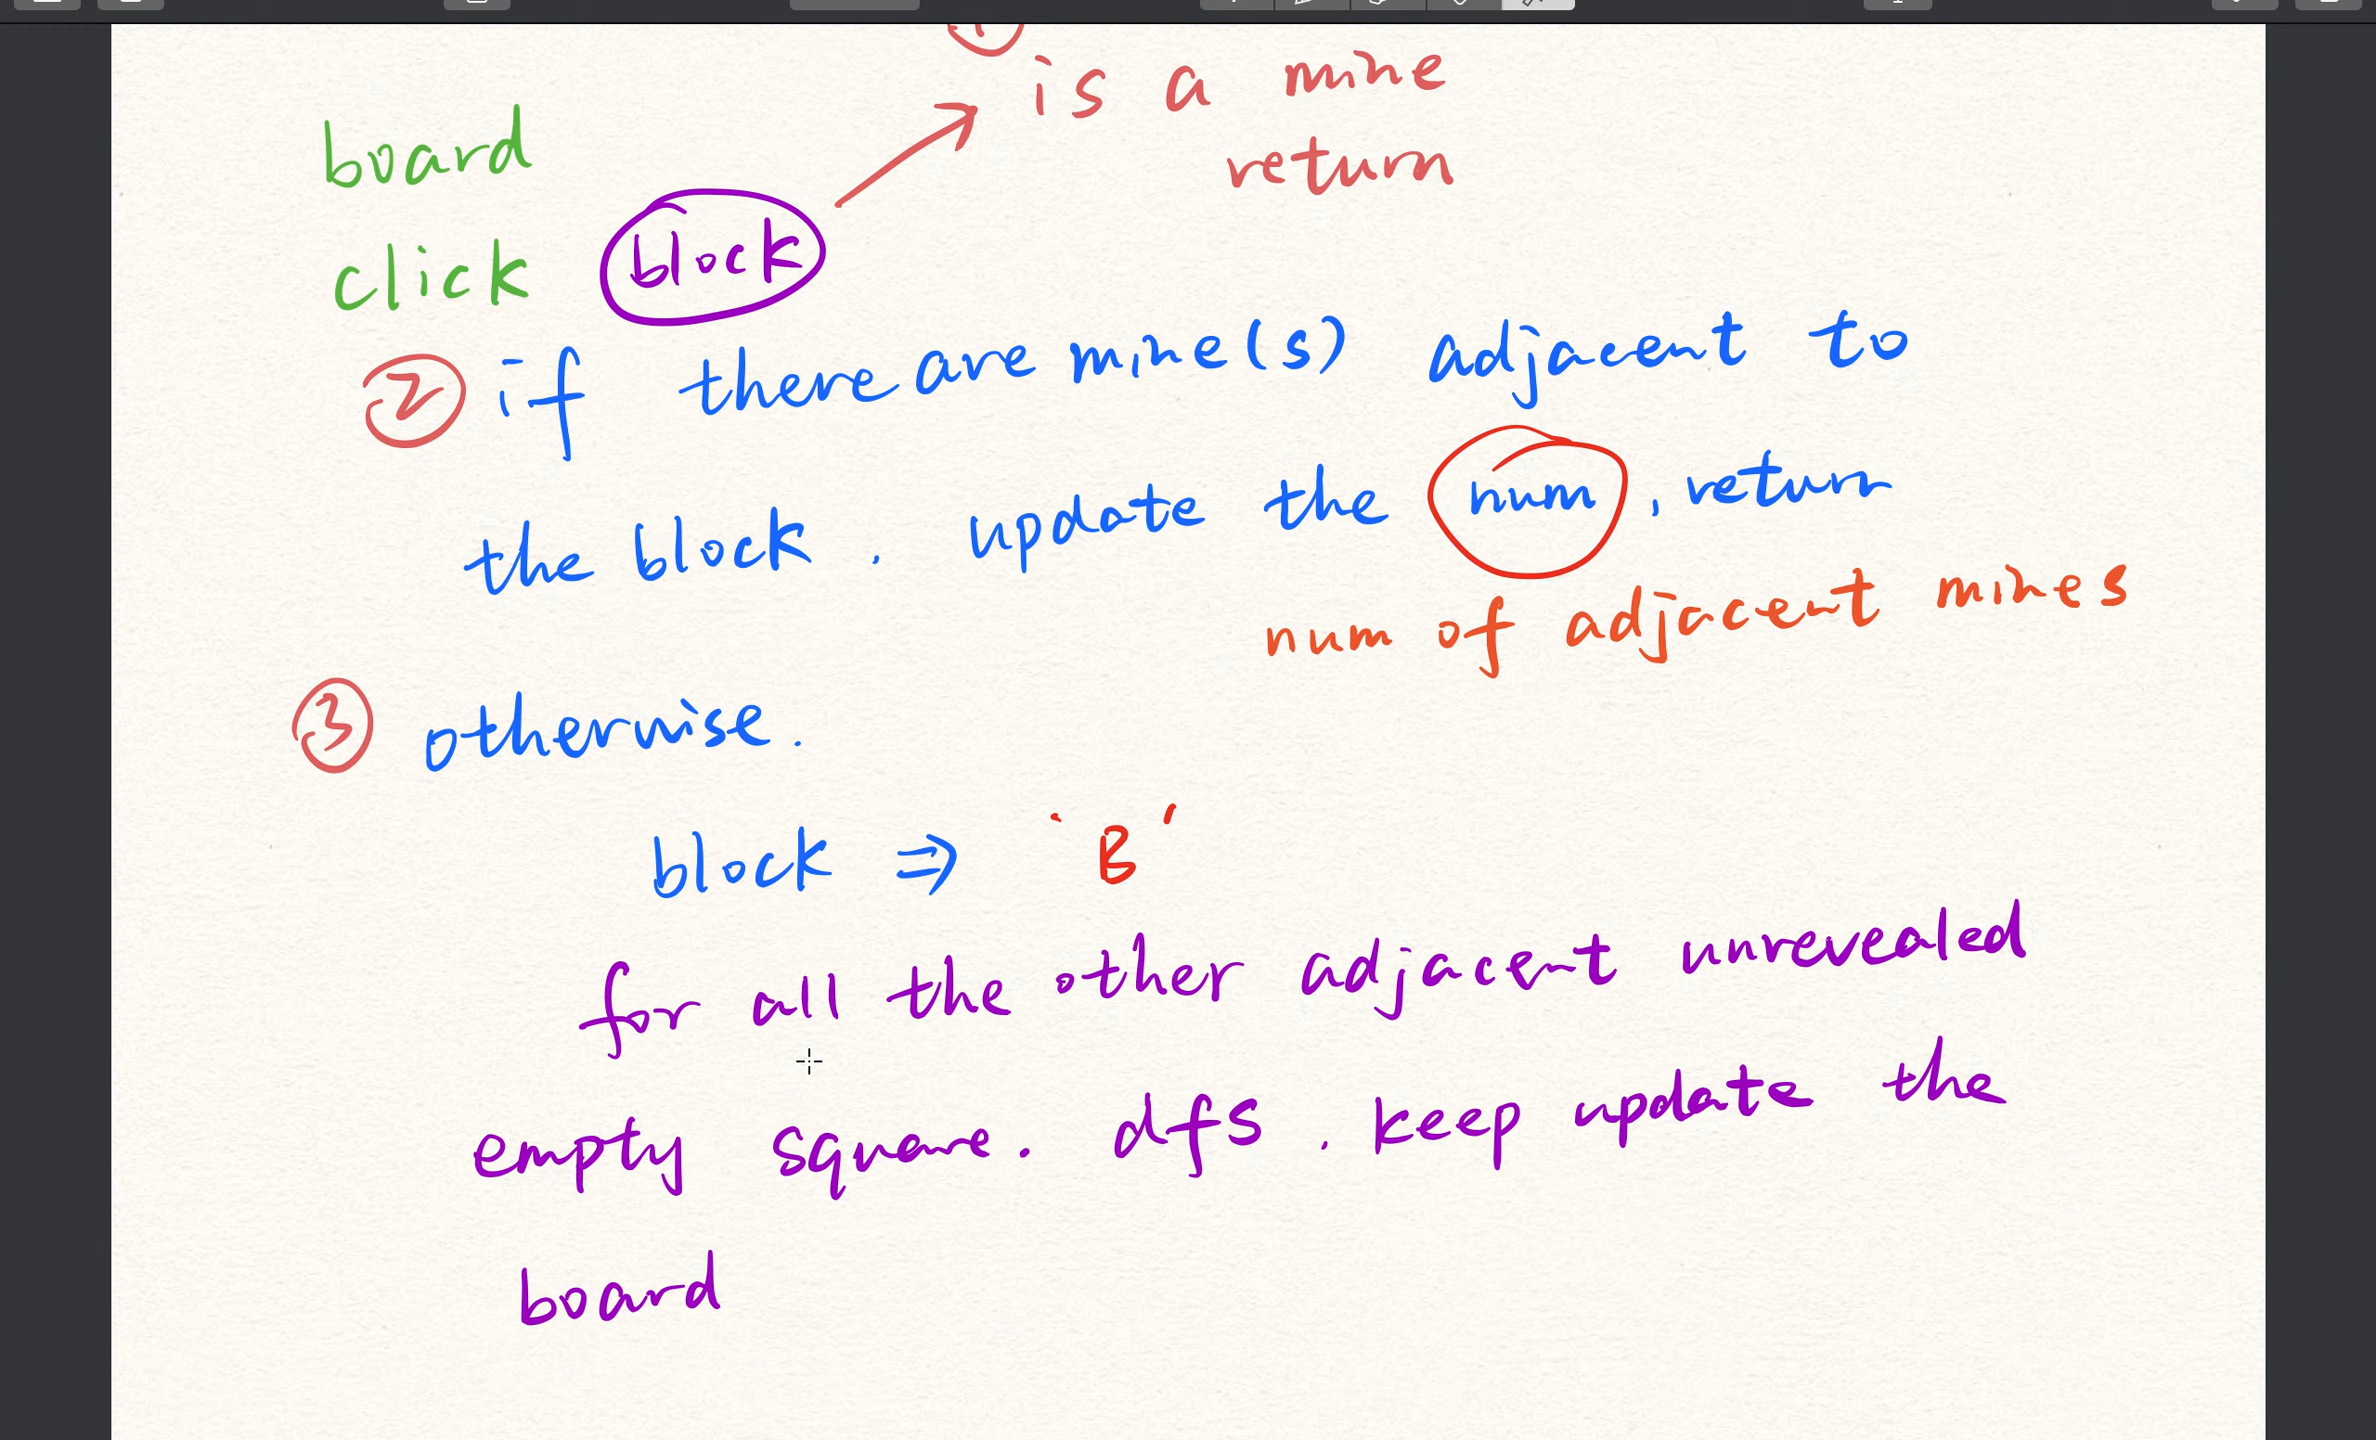 ① is a mine
return
board
click block
② if there are mine(s) adjacent to
the block. update the num, return
num of adjacent mines
③ otherwise.
block ⇒ 'B'
for all the other adjacent unrevealed
empty square. dfs. keep update the
board